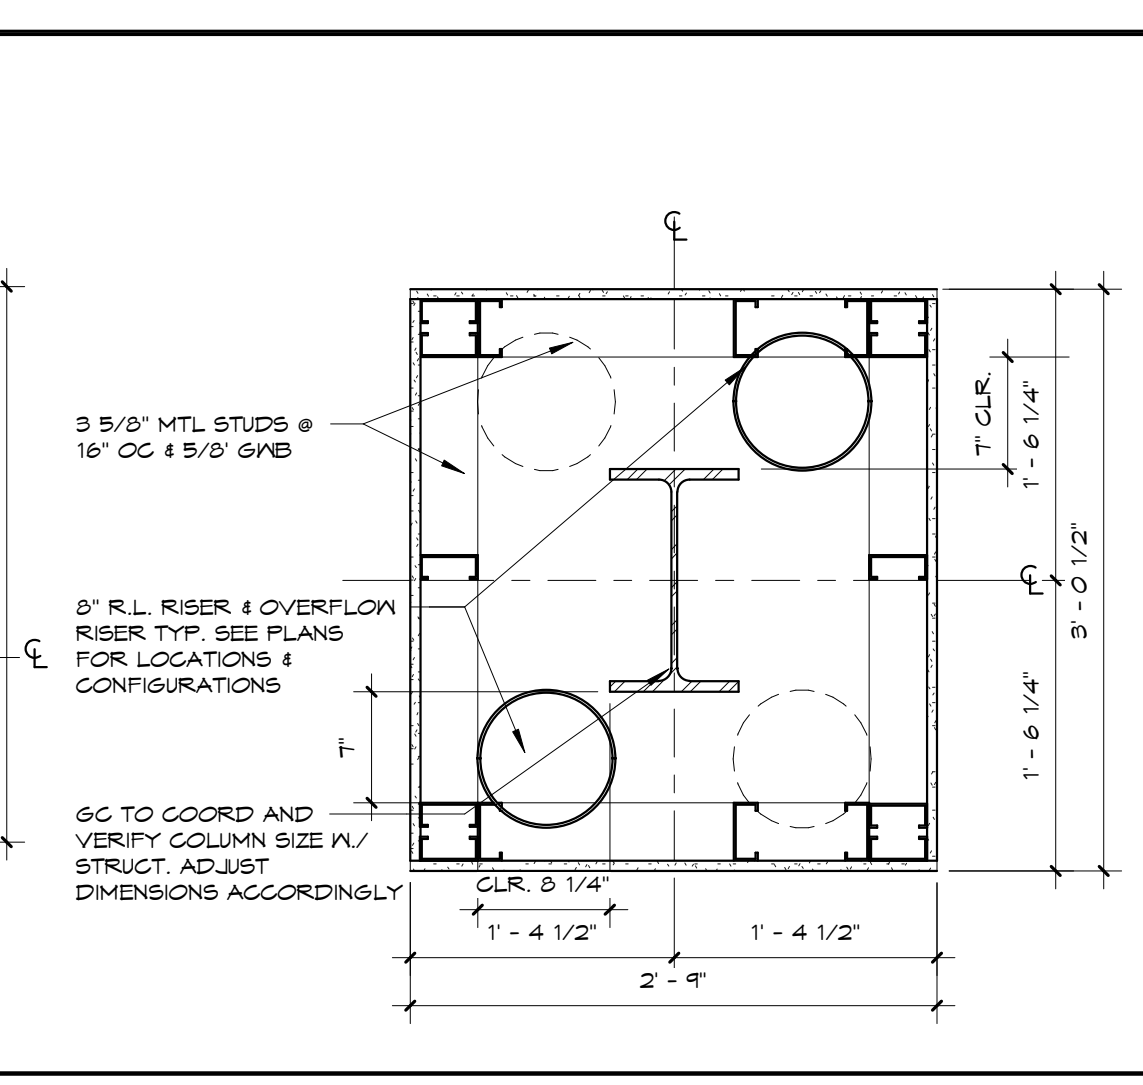 ℄
3 5/8" MTL STUDS @
16" OC & 5/8' GWB
7" CLR.
1' - 6 1/4"
3' - 0 1/2"
℄
8" R.L. RISER & OVERFLOW
RISER TYP. SEE PLANS
FOR LOCATIONS &
CONFIGURATIONS
℄
1' - 6 1/4"
7"
GC TO COORD AND
VERIFY COLUMN SIZE W./
STRUCT. ADJUST
DIMENSIONS ACCORDINGLY
CLR. 8 1/4"
1' - 4 1/2"
1' - 4 1/2"
2' - 9"